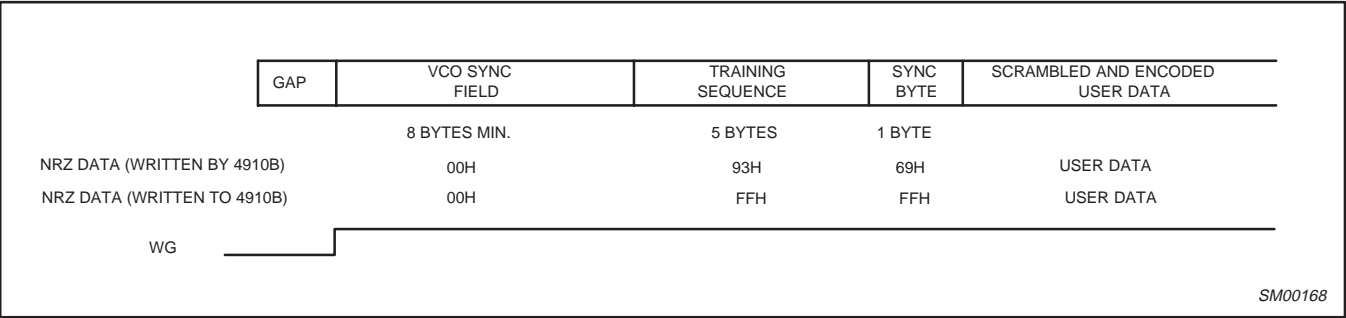 GAP
VCO SYNC
FIELD
TRAINING
SEQUENCE
SYNC
BYTE
SCRAMBLED AND ENCODED
USER DATA
8 BYTES MIN. 5 BYTES 1 BYTE
NRZ DATA (WRITTEN BY 4910B) 00H 93H 69H USER DATA
NRZ DATA (WRITTEN TO 4910B) 00H FFH FFH USER DATA
WG
SM00168